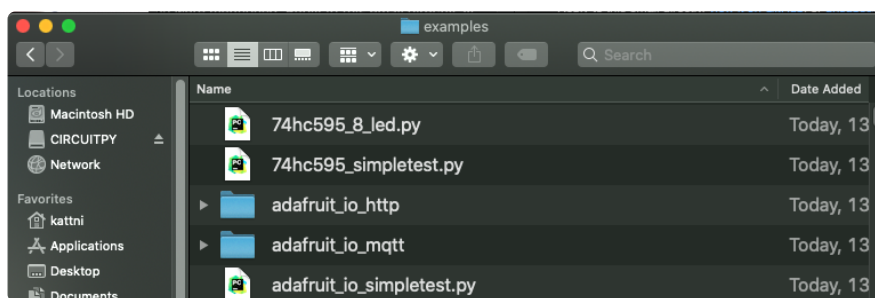 examples
Search
Locations
Macintosh HD
CIRCUITPY
Network
Favorites
kattni
Applications
Desktop
Documents
Name Date Added
74hc595_8_led.py Today, 13
74hc595_simpletest.py Today, 13
adafruit_io_http Today, 13
adafruit_io_mqtt Today, 13
adafruit_io_simpletest.py Today, 13